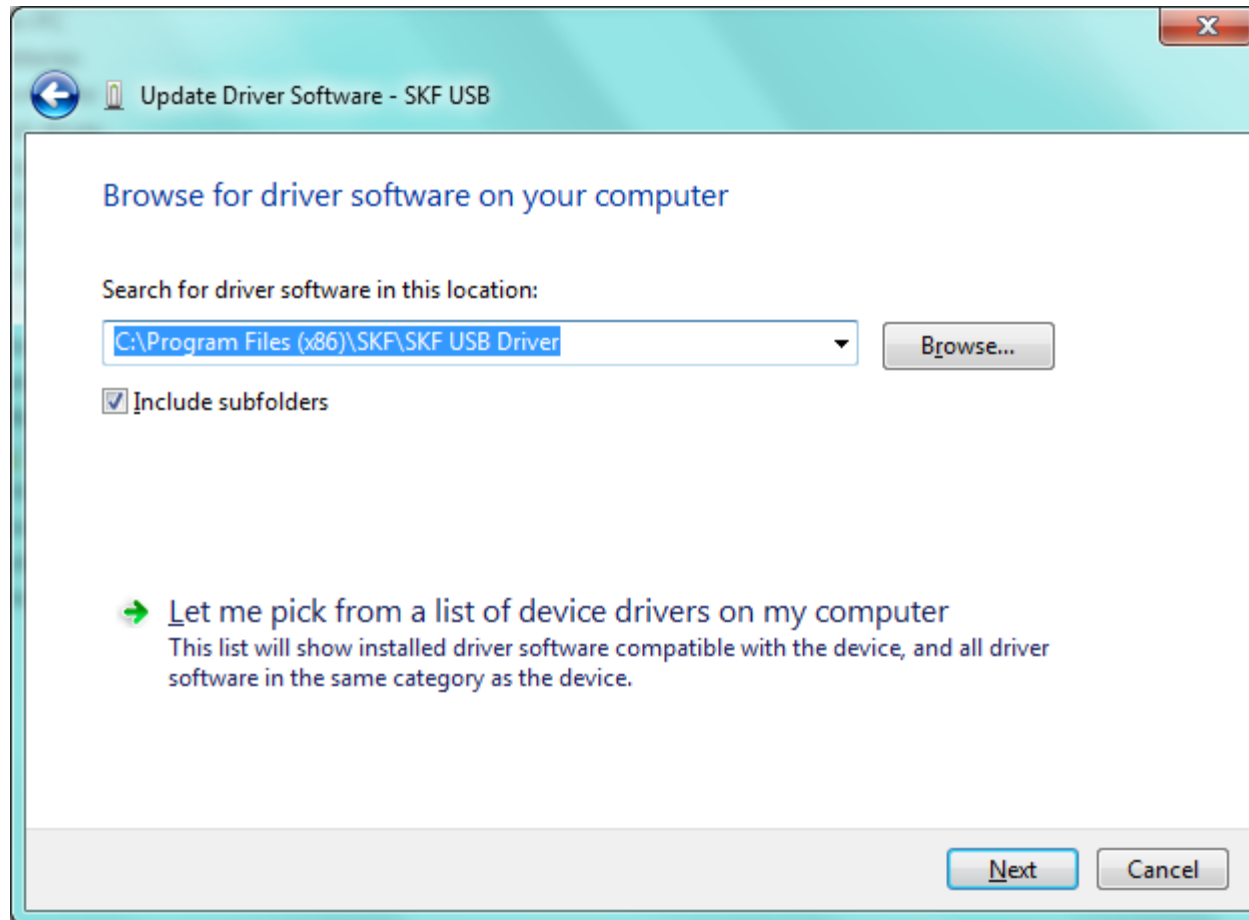 Update Driver Software - SKF USB
Browse for driver software on your computer
Search for driver software in this location:
C:\Program Files (x86)\SKF\SKF USB Driver
Browse...
Include subfolders
Let me pick from a list of device drivers on my computer
This list will show installed driver software compatible with the device, and all driver
software in the same category as the device.
Next
Cancel